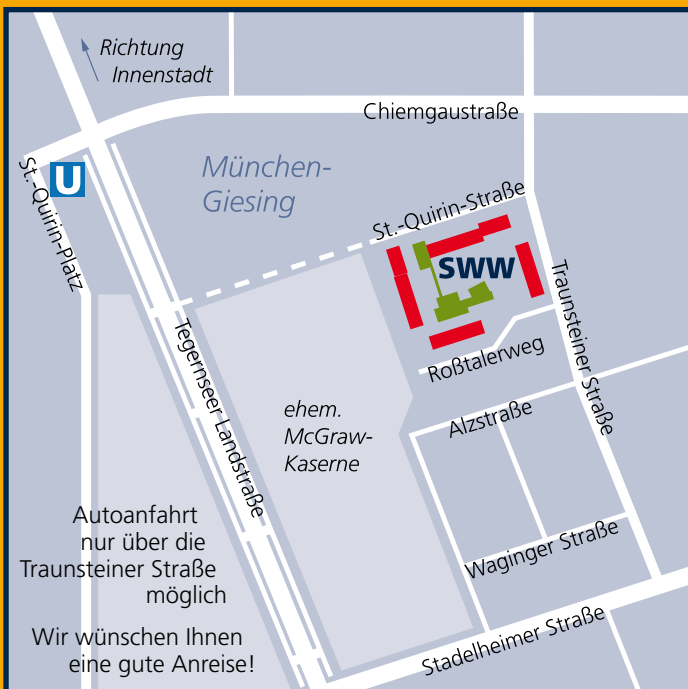 Richtung
Innenstadt
Chiemgaustraße
St.-Quirin-Platz
U
München-
Giesing
St.-Quirin-Straße
SWW
Traunsteiner Straße
Tegernseer Landstraße
Roßtalerweg
ehem.
McGraw-
Kaserne
Alzstraße
Autoanfahrt
nur über die
Traunsteiner Straße
möglich
Waginger Straße
Wir wünschen Ihnen
eine gute Anreise!
Stadelheimer Straße